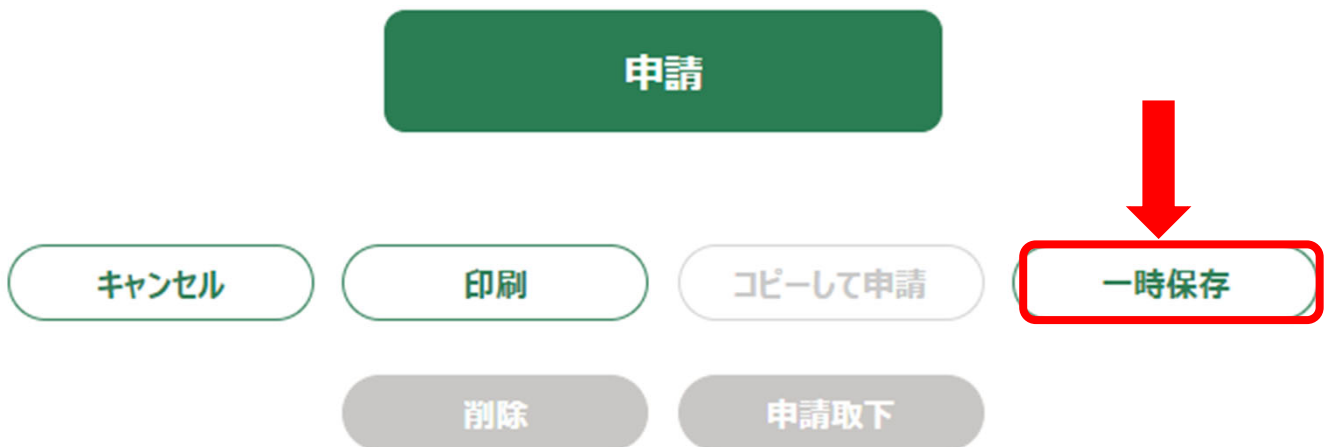 申請
キャンセル
印刷
コピーして申請
一時保存
削除
申請取下